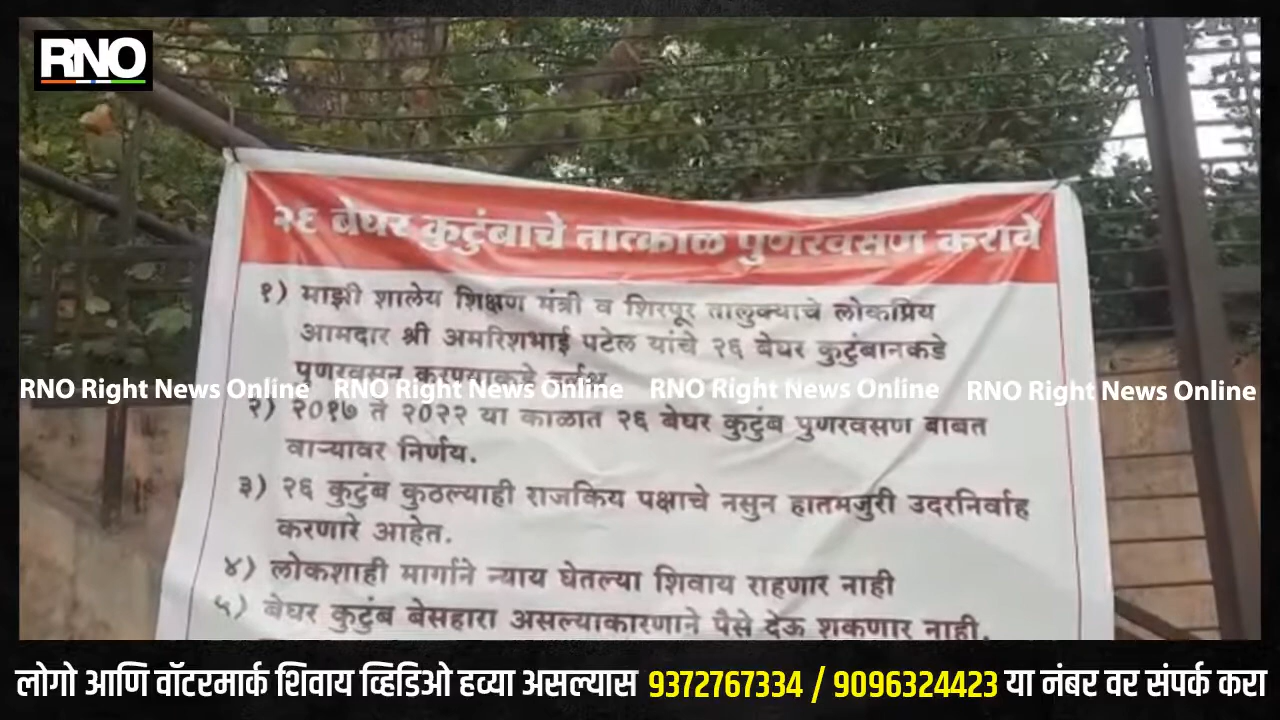 RNO
२६ बेघर कुटुंबाचे तात्काळ पुणरवसण करावे
१) माझी शालेय शिक्षण मंत्री व शिरपूर तालुक्याचे लोकप्रिय
आमदार श्री अमरिशभाई पटेल यांचे २६ बेघर कुटुंबानकडे
पुणरवसन करण्याकडे
RNO Right News Online RNO Right News Online RNO Right News Online RNO Right News Online
२) २०१७ ते २०२२ या काळात २६ बेघर कुटुंब पुणरवसण बाबत
वाऱ्यावर निर्णय.
३) २६ कुटुंब कुठल्याही राजकिय पक्षाचे नसुन हातमजुरी उदरनिर्वाह
करणारे आहेत.
४) लोकशाही मार्गाने न्याय घेतल्या शिवाय राहणार नाही
५) बेघर कुटुंब बेसहारा असल्याकारणाने पैसे देऊ शकणार नाही.
लोगो आणि वॉटरमार्क शिवाय व्हिडिओ हव्या असल्यास 9372767334 / 9096324423 या नंबर वर संपर्क करा